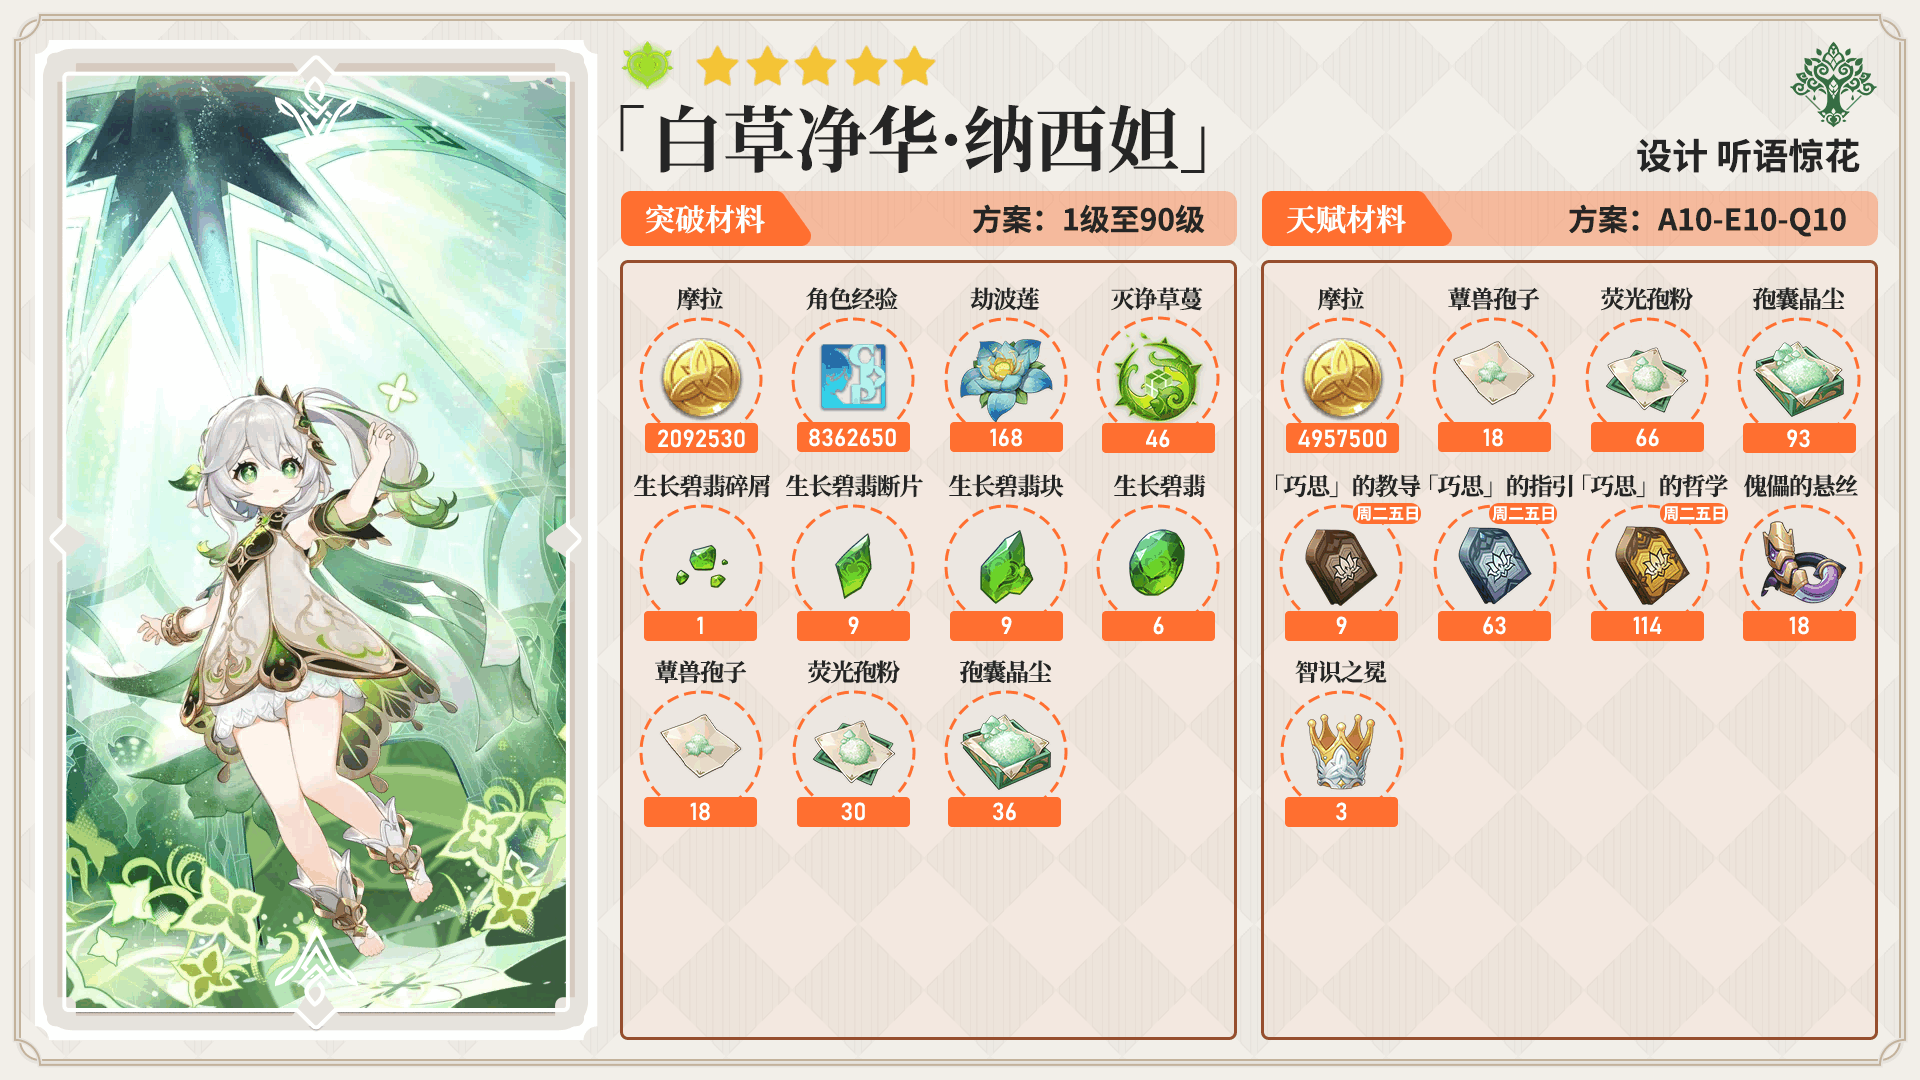 「白草净华·纳西妲」
设计 听语惊花
突破材料 方案：1级至90级
摩拉 角色经验 劫波莲 灭诤草蔓
2092530 8362650 168 46
生长碧翡碎屑 生长碧翡断片 生长碧翡块 生长碧翡
1 9 9 6
蕈兽孢子 荧光孢粉 孢囊晶尘
18 30 36
天赋材料 方案：A10-E10-Q10
摩拉 蕈兽孢子 荧光孢粉 孢囊晶尘
4957500 18 66 93
「巧思」的教导 「巧思」的指引 「巧思」的哲学 傀儡的悬丝
周二五日 周二五日 周二五日
9 63 114 18
智识之冕
3